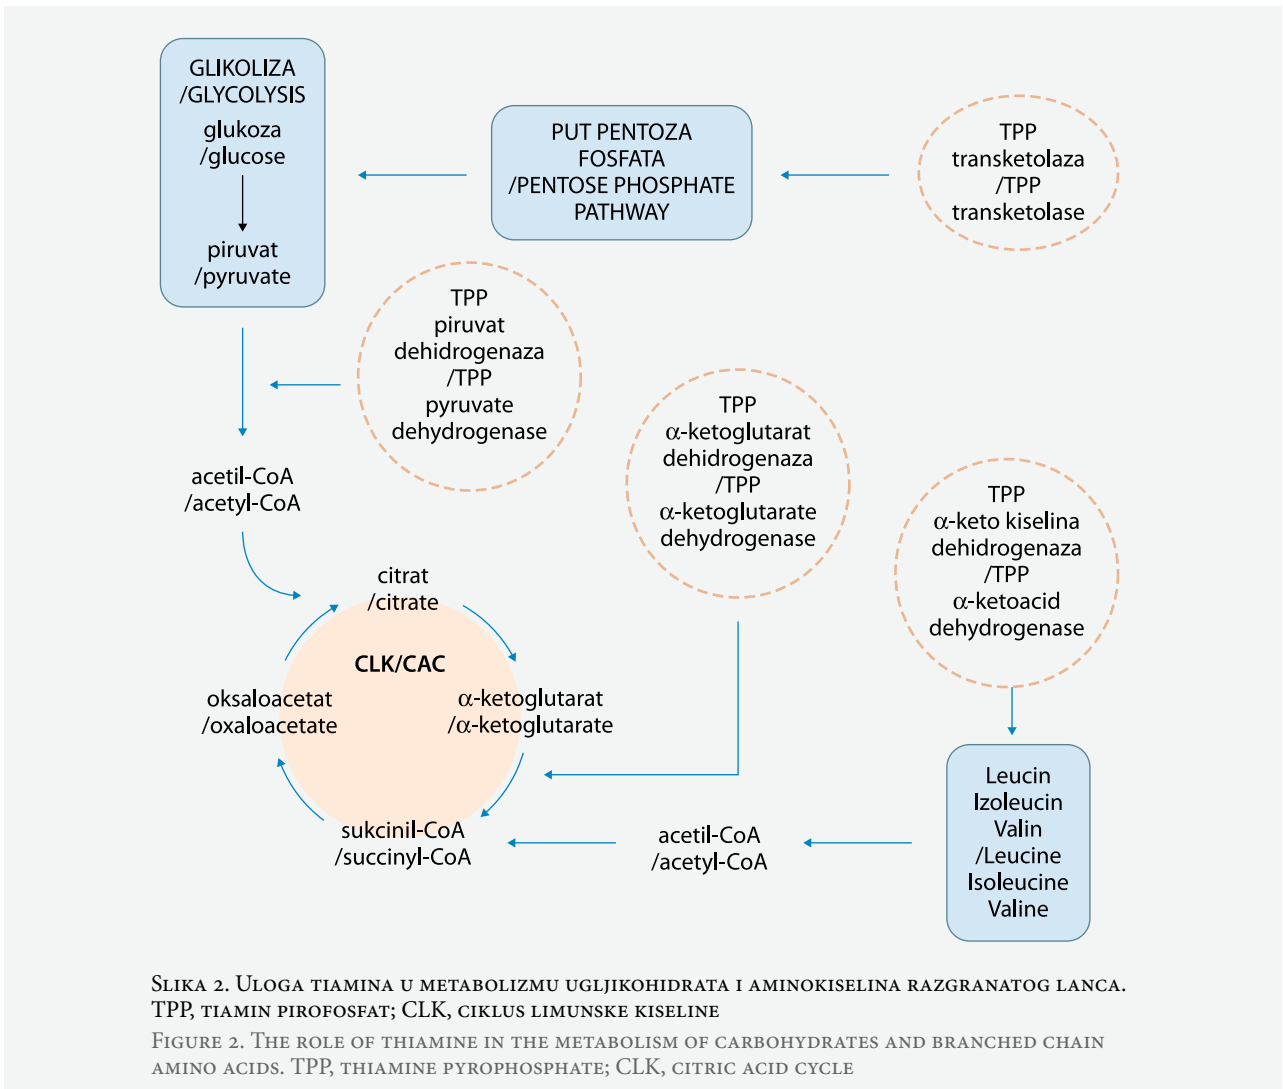 GLIKOLIZA
/GLYCOLYSIS
glukoza
/glucose
piruvat
/pyruvate
PUT PENTOZA
FOSFATA
/PENTOSE PHOSPHATE
PATHWAY
TPP
transketolaza
/TPP
transketolase
TPP
piruvat
dehidrogenaza
/TPP
pyruvate
dehydrogenase
TPP
α-ketoglutarat
dehidrogenaza
/TPP
α-ketoglutarate
dehydrogenase
TPP
α-keto kiselina
dehidrogenaza
/TPP
α-ketoacid
dehydrogenase
acetil-CoA
/acetyl-CoA
citrat
/citrate
CLK/CAC
oksaloacetat
/oxaloacetate
α-ketoglutarat
/α-ketoglutarate
sukcinil-CoA
/succinyl-CoA
acetil-CoA
/acetyl-CoA
Leucin
Izoleucin
Valin
/Leucine
Isoleucine
Valine
Slika 2. Uloga tiamina u metabolizmu ugljikohidrata i aminokiselina razgranatog lanca.
TPP, tiamin pirofosfat; CLK, ciklus limunske kiseline
Figure 2. The role of thiamine in the metabolism of carbohydrates and branched chain
amino acids. TPP, thiamine pyrophosphate; CLK, citric acid cycle